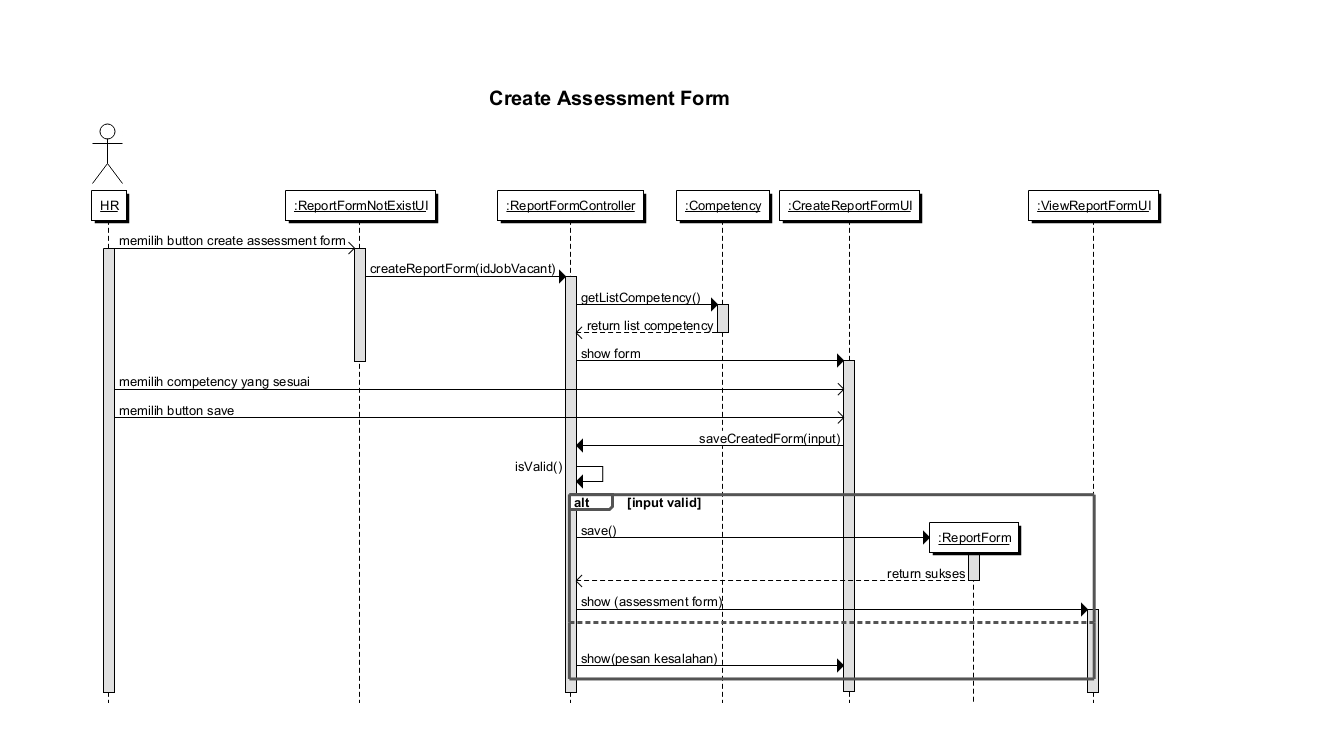 Create Assessment Form
HR
:ReportFormNotExistUI
:ReportFormController
:Competency
:CreateReportFormUI
:ViewReportFormUI
memilih button create assessment form
createReportForm(idJobVacant)
getListCompetency()
return list competency
show form
memilih competency yang sesuai
memilih button save
saveCreatedForm(input)
isValid()
alt
[input valid]
save()
:ReportForm
return sukses
show (assessment form)
show(pesan kesalahan)